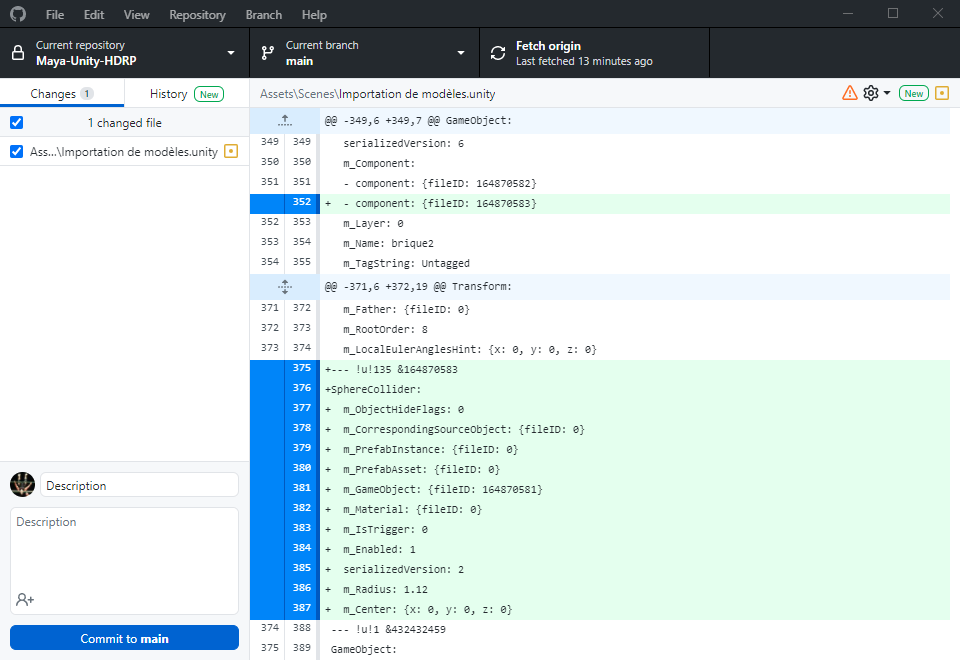 File Edit View Repository Branch Help
Current repository
Maya-Unity-HDRP
Current branch
main
Fetch origin
Last fetched 13 minutes ago
Changes 1
History New
Assets\Scenes\Importation de modèles.unity
New
1 changed file
Ass...\Importation de modèles.unity
@@ -349,6 +349,7 @@ GameObject:
349 349 serializedVersion: 6
350 350 m_Component:
351 351 - component: {fileID: 164870582}
352 + - component: {fileID: 164870583}
352 353 m_Layer: 0
353 354 m_Name: brique2
354 355 m_TagString: Untagged
@@ -371,6 +372,19 @@ Transform:
371 372 m_Father: {fileID: 0}
372 373 m_RootOrder: 8
373 374 m_LocalEulerAnglesHint: {x: 0, y: 0, z: 0}
375 +--- !u!135 &164870583
376 +SphereCollider:
377 + m_ObjectHideFlags: 0
378 + m_CorrespondingSourceObject: {fileID: 0}
379 + m_PrefabInstance: {fileID: 0}
380 + m_PrefabAsset: {fileID: 0}
381 + m_GameObject: {fileID: 164870581}
382 + m_Material: {fileID: 0}
383 + m_IsTrigger: 0
384 + m_Enabled: 1
385 + serializedVersion: 2
386 + m_Radius: 1.12
387 + m_Center: {x: 0, y: 0, z: 0}
374 388 --- !u!1 &432432459
375 389 GameObject:
Description
Description
Commit to main